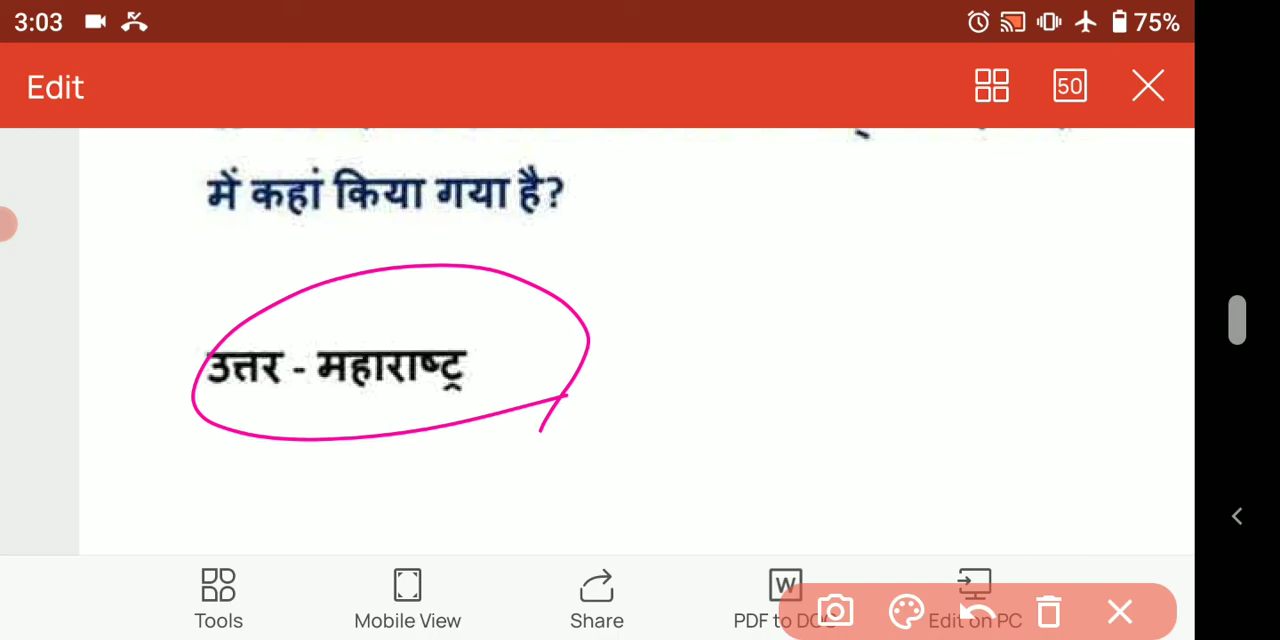 3:03 75%
Edit 50
में कहां किया गया है?
उत्तर - महाराष्ट्र
Tools Mobile View Share PDF to DOC Edit on PC